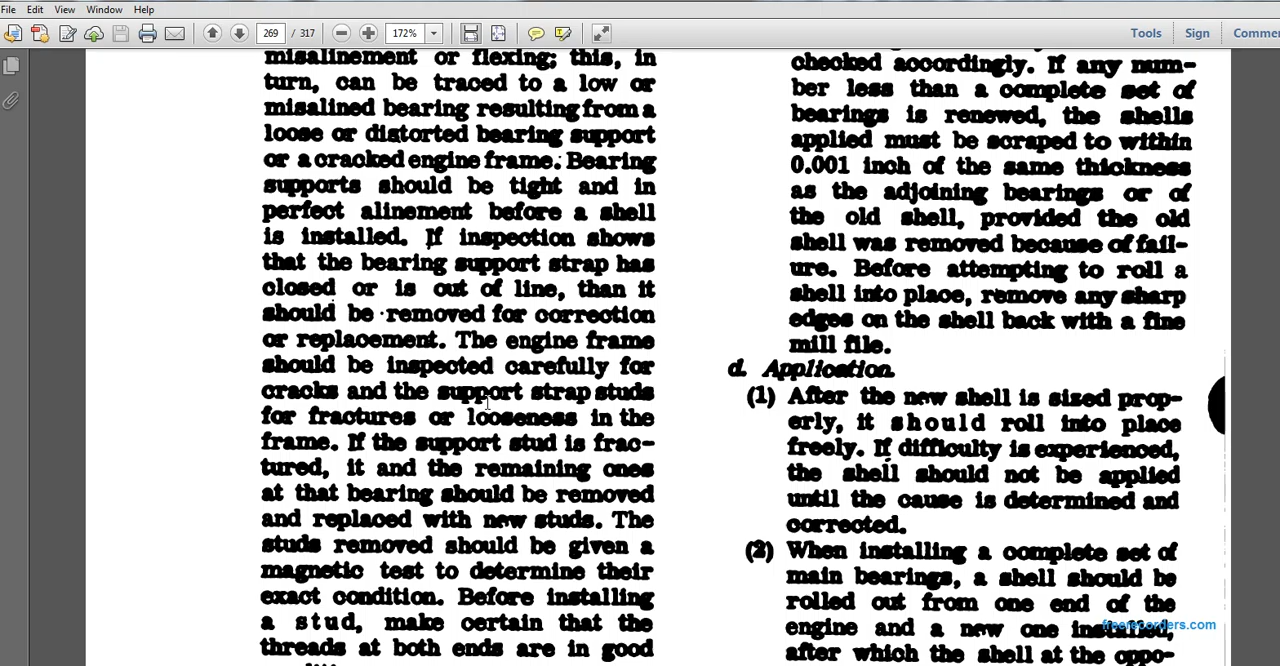 File Edit View Window Help
269 / 317
172%
Tools
Sign
misalinement or flexing; this, in
turn, can be traced to a low or
misalined bearing resulting from a
loose or distorted bearing support
or a cracked engine frame. Bearing
supports should be tight and in
perfect alinement before a shell
is installed. If inspection shows
that the bearing support strap has
closed or is out of line, than it
should be removed for correction
or replacement. The engine frame
should be inspected carefully for
cracks and the support strap studs
for fractures or looseness in the
frame. If the support stud is frac-
tured, it and the remaining ones
at that bearing should be removed
and replaced with new studs. The
studs removed should be given a
magnetic test to determine their
exact condition. Before installing
a stud, make certain that the
threads at both ends are in good
checked accordingly. If any num-
ber less than a complete set of
bearings is renewed, the shells
applied must be scraped to within
0.001 inch of the same thickness
as the adjoining bearings or of
the old shell, provided the old
shell was removed because of fail-
ure. Before attempting to roll a
shell into place, remove any sharp
edges on the shell back with a fine
mill file.
d. Application
(1) After the new shell is sized prop-
erly, it should roll into place
freely. If difficulty is experienced,
the shell should not be applied
until the cause is determined and
corrected.
(2) When installing a complete set of
main bearings, a shell should be
rolled out from one end of the
engine and a new one installed,
after which the shell at the oppo-
freerecorders.com